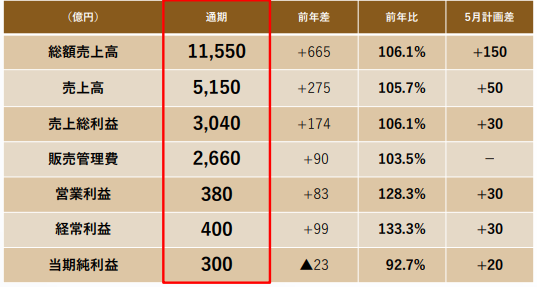 （億円） 通期 前年差 前年比 5月計画差
総額売上高 11,550 +665 106.1% +150
売上高 5,150 +275 105.7% +50
売上総利益 3,040 +174 106.1% +30
販売管理費 2,660 +90 103.5% －
営業利益 380 +83 128.3% +30
経常利益 400 +99 133.3% +30
当期純利益 300 ▲23 92.7% +20